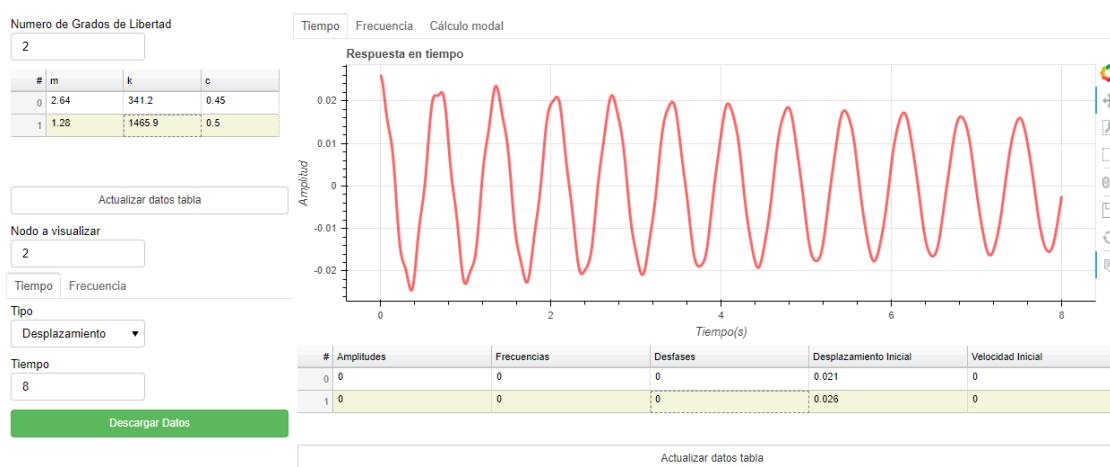 Numero de Grados de Libertad
2
# m k c
0 2.64 341.2 0.45
1 1.28 1465.9 0.5
Actualizar datos tabla
Nodo a visualizar
2
Tiempo Frecuencia
Tipo
Desplazamiento
Tiempo
8
Descargar Datos
Tiempo Frecuencia Cálculo modal
Respuesta en tiempo
Amplitud
0.02
0.01
0
-0.01
-0.02
0 2 4 6 8
Tiempo(s)
# Amplitudes Frecuencias Desfases Desplazamiento Inicial Velocidad Inicial
0 0 0 0 0.021 0
1 0 0 0 0.026 0
Actualizar datos tabla